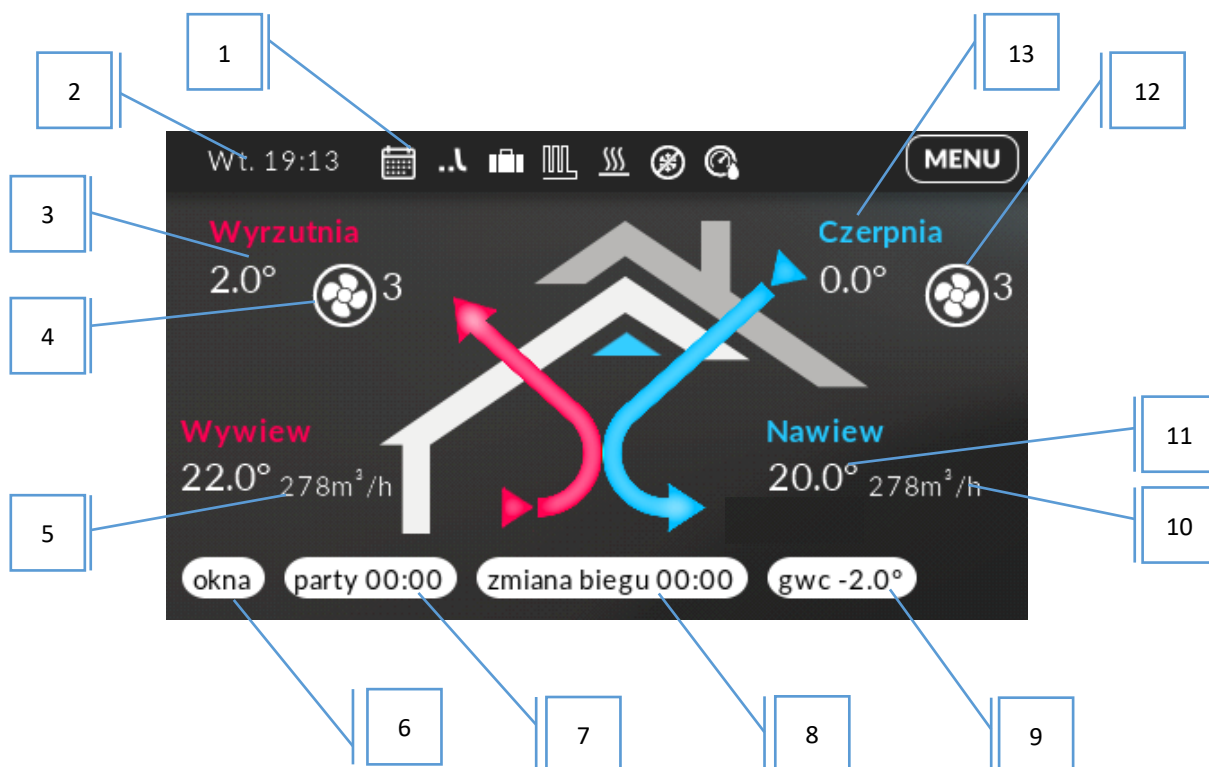 1
13
2
12
Wt. 19:13
MENU
3
Wyrzutnia
Czerpnia
2.0°
3
0.0°
3
4
Wywiew
Nawiew
11
22.0° 278m³/h
20.0° 278m³/h
5
10
okna
party 00:00
zmiana biegu 00:00
gwc -2.0°
6
7
8
9